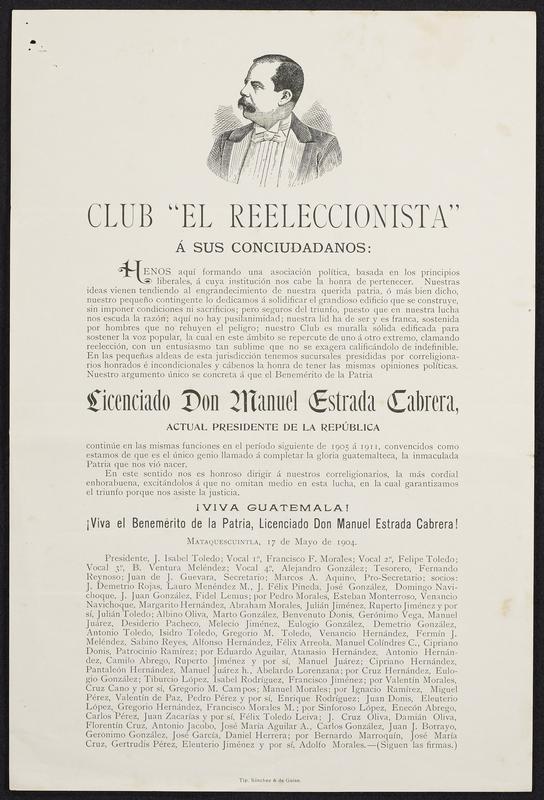 CLUB “EL REELECCIONISTA”
Á SUS CONCIUDADANOS:
HENOS aquí formando una asociación política, basada en los principios
liberales, á cuya institución nos cabe la honra de pertenecer. Nuestras
ideas vienen tendiendo al engrandecimiento de nuestra querida patria, ó más bien dicho,
nuestro pequeño contingente lo dedicamos á solidificar el grandioso edificio que se construye,
sin imponer condiciones ni sacrificios; pero seguros del triunfo, puesto que en nuestra lucha
nos escuda la razón; aquí no hay pusilanimidad; nuestra lid ha de ser y es franca, sostenida
por hombres que no rehuyen el peligro; nuestro Club es muralla sólida edificada para
sostener la voz popular, la cual en este ámbito se repercute de uno á otro extremo, clamando
reelección, con un entusiasmo tan sublime que no se exagera calificándolo de indefinible.
En las pequeñas aldeas de esta jurisdicción tenemos sucursales presididas por correligiona-
rios honrados é incondicionales y cábenos la honra de tener las mismas opiniones políticas.
Nuestro argumento único se concreta á que el Benemérito de la Patria
Licenciado Don Manuel Estrada Cabrera,
ACTUAL PRESIDENTE DE LA REPÚBLICA
continúe en las mismas funciones en el período siguiente de 1905 á 1911, convencidos como
estamos de que es el único genio llamado á completar la gloria guatemalteca, la inmaculada
Patria que nos vió nacer.
En este sentido nos es honroso dirigir á nuestros correligionarios, la más cordial
enhorabuena, excitándolos á que no omitan medio en esta lucha, en la cual garantizamos
el triunfo porque nos asiste la justicia.
¡VIVA GUATEMALA!
¡Viva el Benemérito de la Patria, Licenciado Don Manuel Estrada Cabrera!
MATAQUESCUINTLA, 17 de Mayo de 1904.
Presidente, J. Isabel Toledo; Vocal 1º, Francisco F. Morales; Vocal 2º, Felipe Toledo;
Vocal 3º, B. Ventura Meléndez; Vocal 4º, Alejandro González; Tesorero, Fernando
Reynoso; Juan de J. Guevara, Secretario; Marcos A. Aquino, Pro-Secretario; socios:
J. Demetrio Rojas, Lauro Menéndez M., J. Félix Pineda, José González, Domingo Navi-
choque, J. Juan González, Fidel Lemus; por Pedro Morales, Esteban Monterroso, Venancio
Navichoque, Margarito Hernández, Abraham Morales, Julián Jiménez, Ruperto Jiménez y por
sí, Julián Toledo; Albino Oliva, Marto González, Benvenuto Donis, Gerónimo Vega, Manuel
Juárez, Desiderio Pacheco, Melecio Jiménez, Eulogio González, Demetrio González,
Antonio Toledo, Isidro Toledo, Gregorio M. Toledo, Venancio Hernández, Fermín J.
Meléndez, Sabino Reyes, Alfonso Hernández, Félix Arreola, Manuel Colindres C., Cipriano
Donis, Patrocinio Ramírez; por Eduardo Aguilar, Atanasio Hernández, Antonio Hernán-
dez, Camilo Abrego, Ruperto Jiménez y por sí, Manuel Juárez; Cipriano Hernández,
Pantaleón Hernández, Manuel Juárez h., Abelardo Lorenzana; por Cruz Hernández, Eulo-
gio González; Tiburcio López, Isabel Rodríguez, Francisco Jiménez; por Valentín Morales,
Cruz Cano y por sí, Gregorio M. Campos; Manuel Morales; por Ignacio Ramírez, Miguel
Pérez, Valentín de Paz, Pedro Pérez y por sí, Enrique Rodríguez; Juan Donis, Eleuterio
López, Gregorio Hernández, Francisco Morales M.; por Sinforoso López, Enecón Abrego,
Carlos Pérez, Juan Zacarías y por sí, Félix Toledo Leiva; J. Cruz Oliva, Damián Oliva,
Florentín Cruz, Antonio Jacobo, José María Aguilar A., Carlos González, Juan J. Botrayo,
Geronimo González, José García, Daniel Herrera; por Bernardo Marroquín, José María
Cruz, Gertrudis Pérez, Eleuterio Jiménez y por sí, Adolfo Morales.—(Siguen las firmas.)
Tip. Sánchez & de Guise.